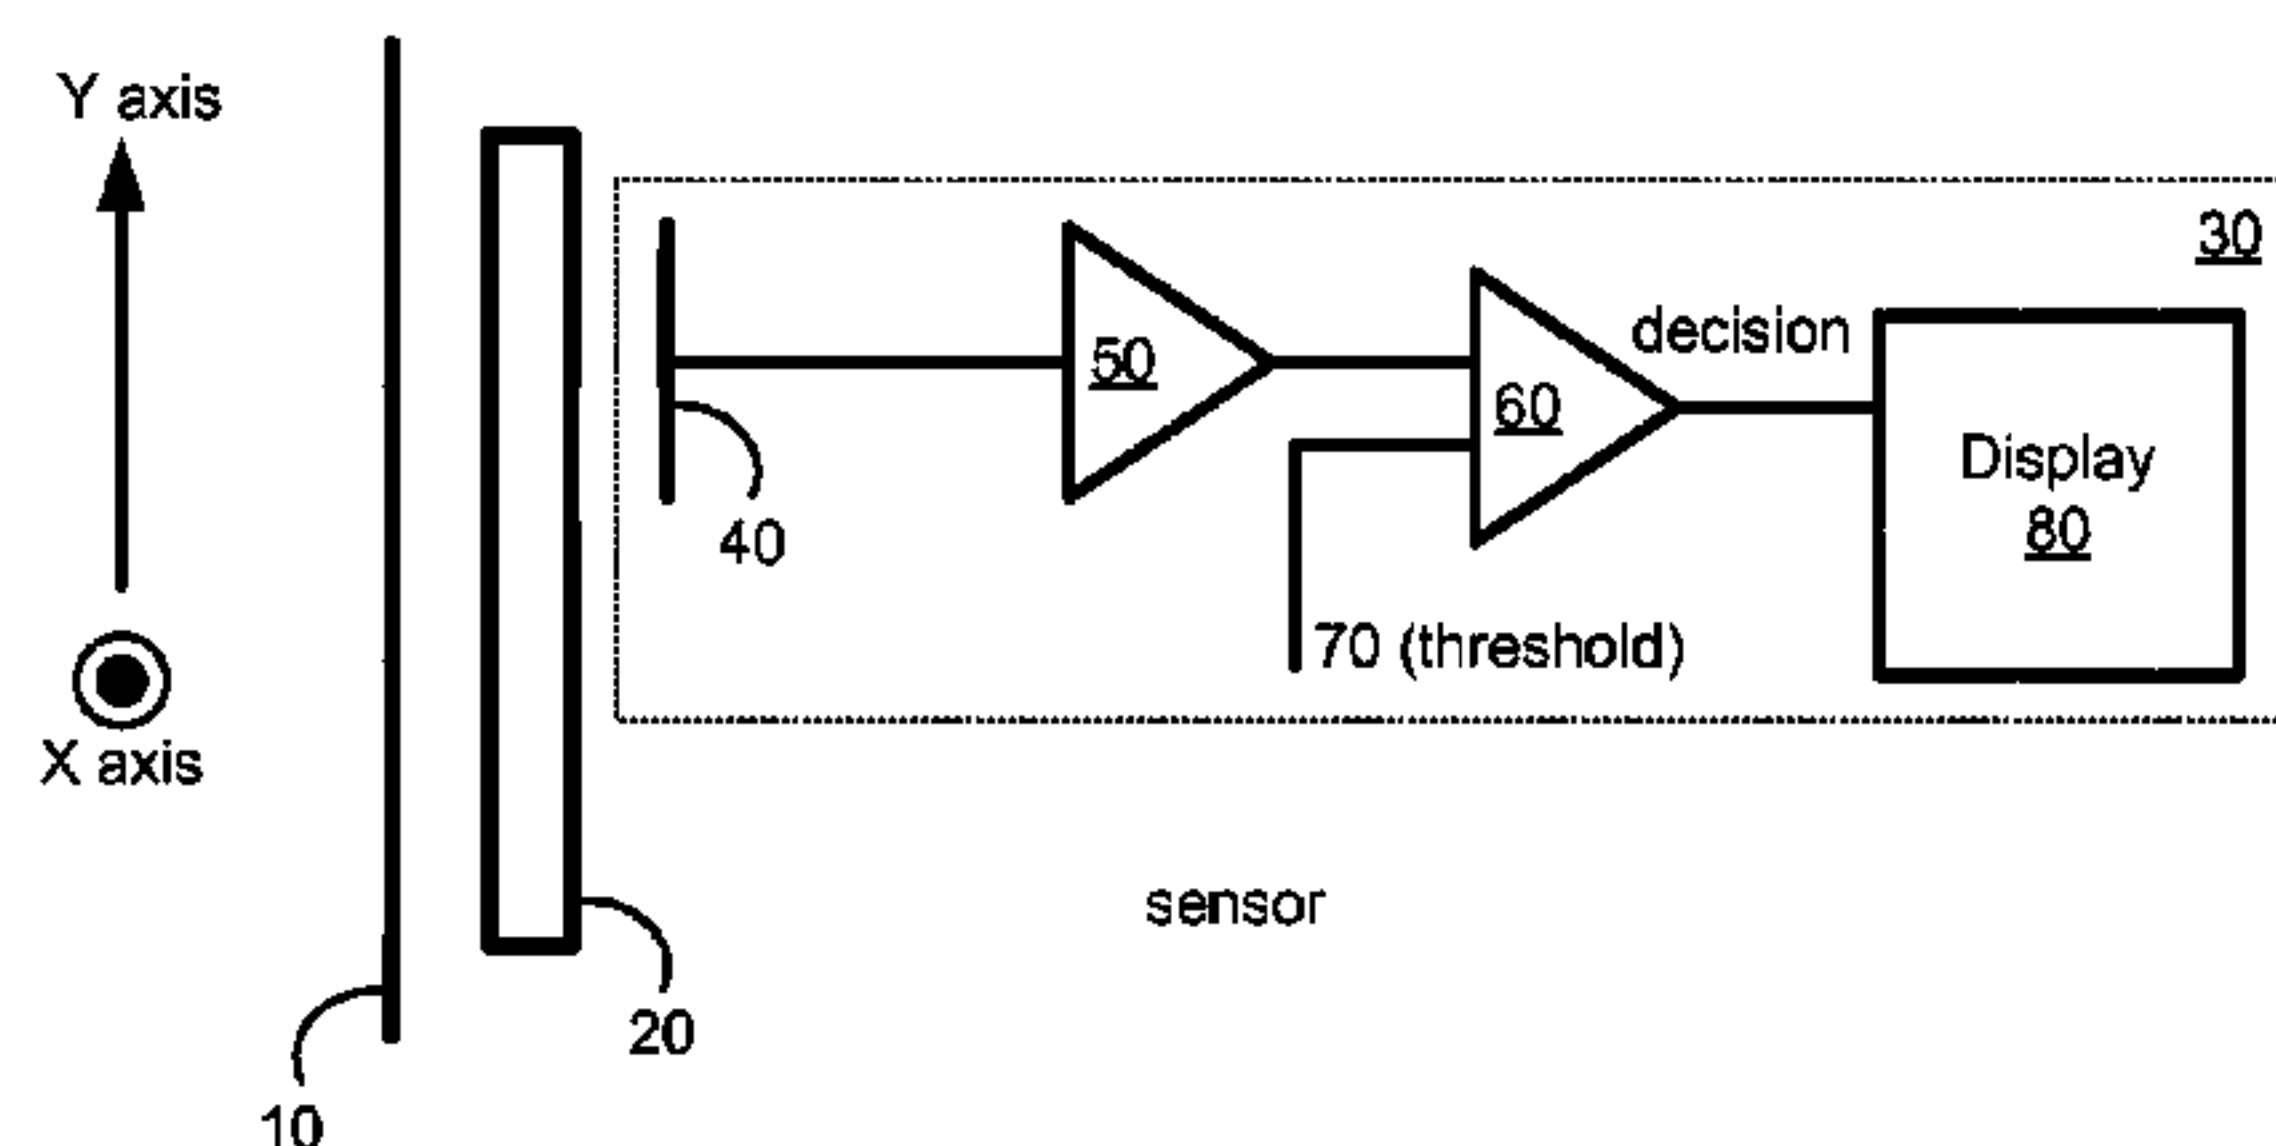 Y axis
30
decision
50
60
Display
80
40
70 (threshold)
X axis
sensor
20
10